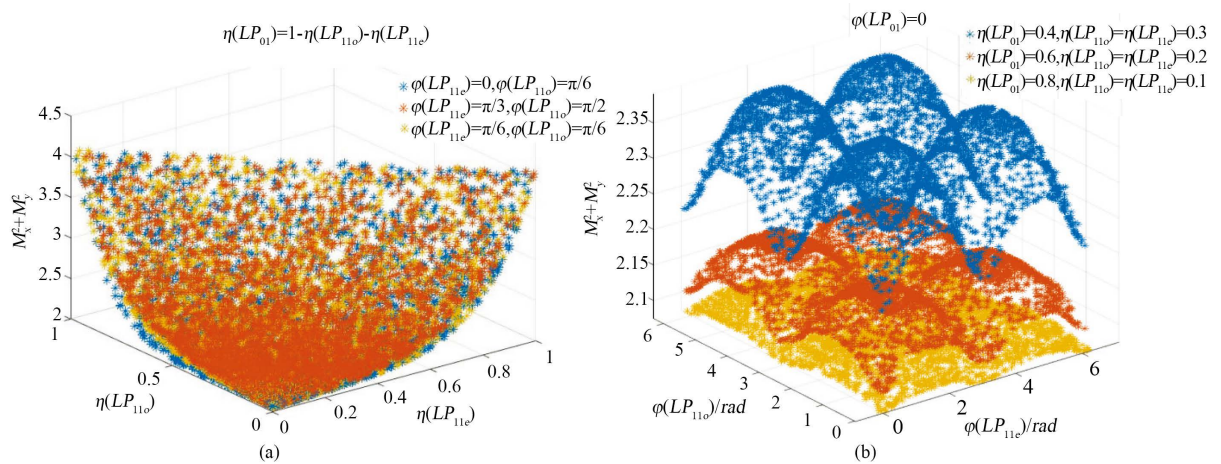 η(LP₀₁)=1-η(LP₁₁ₒ)-η(LP₁₁ₑ)
φ(LP₁₁ₑ)=0,φ(LP₁₁ₒ)=π/6
φ(LP₁₁ₑ)=π/3,φ(LP₁₁ₒ)=π/2
φ(LP₁₁ₑ)=π/6,φ(LP₁₁ₒ)=π/6
4.5
4
3.5
3
2.5
2
Mₓ²+Mᵧ²
1
0.5
0
η(LP₁₁ₒ)
0
0.2
0.4
0.6
0.8
1
η(LP₁₁ₑ)
(a)
φ(LP₀₁)=0
η(LP₀₁)=0.4,η(LP₁₁ₒ)=η(LP₁₁ₑ)=0.3
η(LP₀₁)=0.6,η(LP₁₁ₒ)=η(LP₁₁ₑ)=0.2
η(LP₀₁)=0.8,η(LP₁₁ₒ)=η(LP₁₁ₑ)=0.1
2.35
2.3
2.25
2.2
2.15
2.1
Mₓ²+Mᵧ²
6
5
4
3
2
1
0
φ(LP₁₁ₒ)/rad
0
2
4
6
φ(LP₁₁ₑ)/rad
(b)